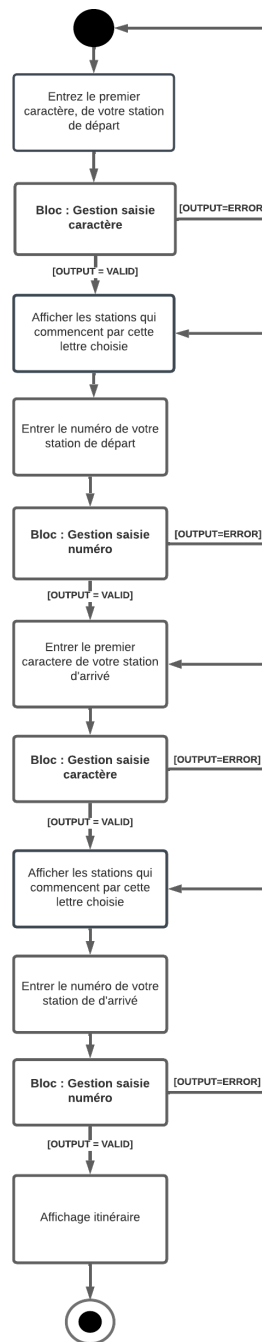 Entrez le premier
caractère, de votre station
de départ
Bloc : Gestion saisie
caractère
[OUTPUT=ERROR
[OUTPUT = VALID]
Afficher les stations qui
commencent par cette
lettre choisie
Entrer le numéro de votre
station de départ
Bloc : Gestion saisie
numéro
[OUTPUT=ERROR]
[OUTPUT = VALID]
Entrer le premier
caractere de votre station
d'arrivé
Bloc : Gestion saisie
caractère
[OUTPUT=ERROR]
[OUTPUT = VALID]
Afficher les stations qui
commencent par cette
lettre choisie
Entrer le numéro de votre
station de d'arrivé
Bloc : Gestion saisie
numéro
[OUTPUT=ERROR]
[OUTPUT = VALID]
Affichage itinéraire